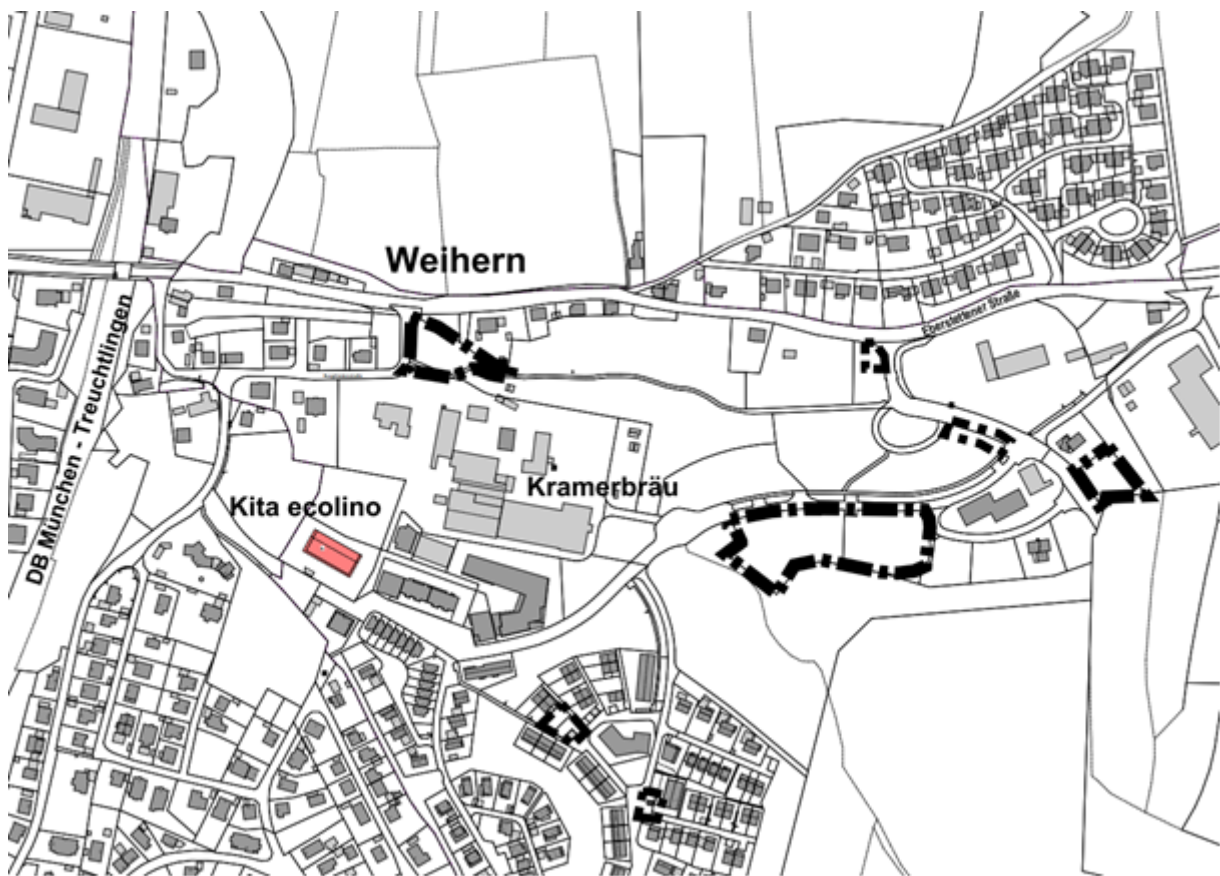 Weihern
Eberstettener Straße
DB München - Treuchtlingen
Kramerbräu
Kita ecolino